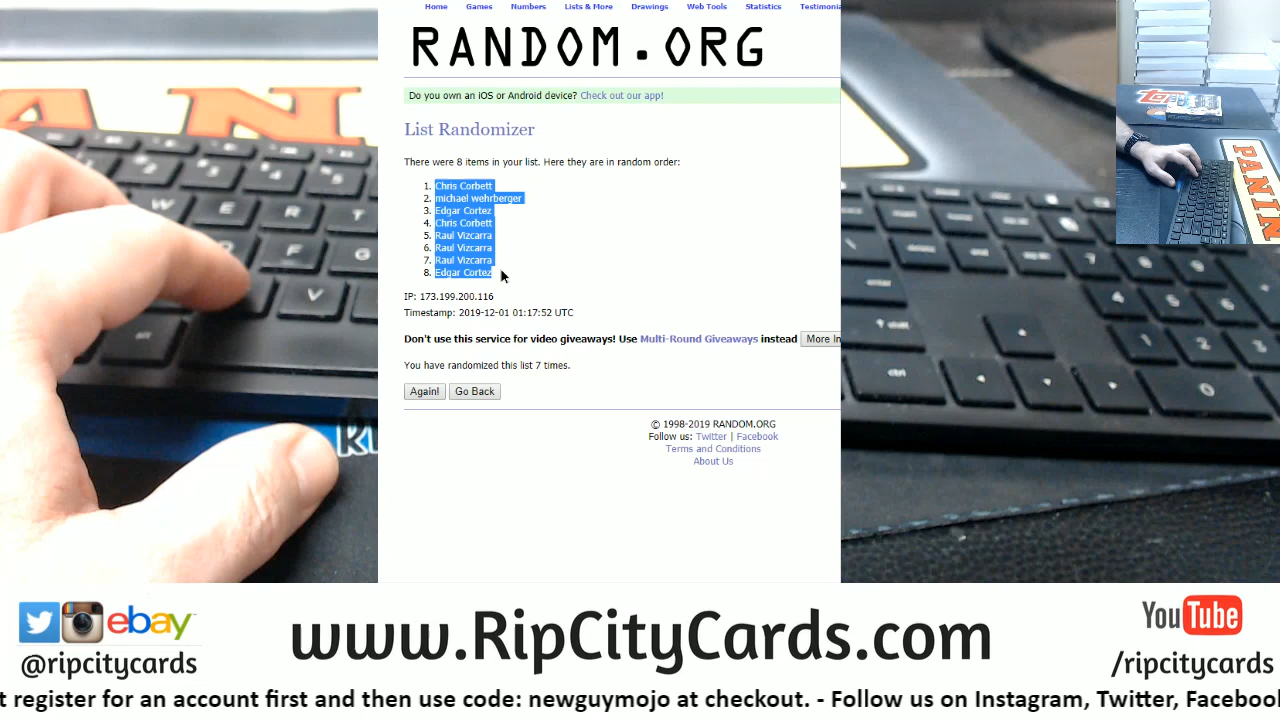 Home Games Numbers Lists & More Drawings Web Tools Statistics Testimonia
RANDOM.ORG
Do you own an iOS or Android device? Check out our app!
List Randomizer
There were 8 items in your list. Here they are in random order:
1. Chris Corbett
2. michael wehrberger
3. Edgar Cortez
4. Chris Corbett
5. Raul Vizcarra
6. Raul Vizcarra
7. Raul Vizcarra
8. Edgar Cortez
IP: 173.199.200.116
Timestamp: 2019-12-01 01:17:52 UTC
Don't use this service for video giveaways! Use Multi-Round Giveaways instead More In
You have randomized this list 7 times.
Again! Go Back
© 1998-2019 RANDOM.ORG
Follow us: Twitter | Facebook
Terms and Conditions
About Us
PANIN
ebay
@ripcitycards
www.RipCityCards.com
YouTube
/ripcitycards
t register for an account first and then use code: newguymojo at checkout. - Follow us on Instagram, Twitter, Facebook